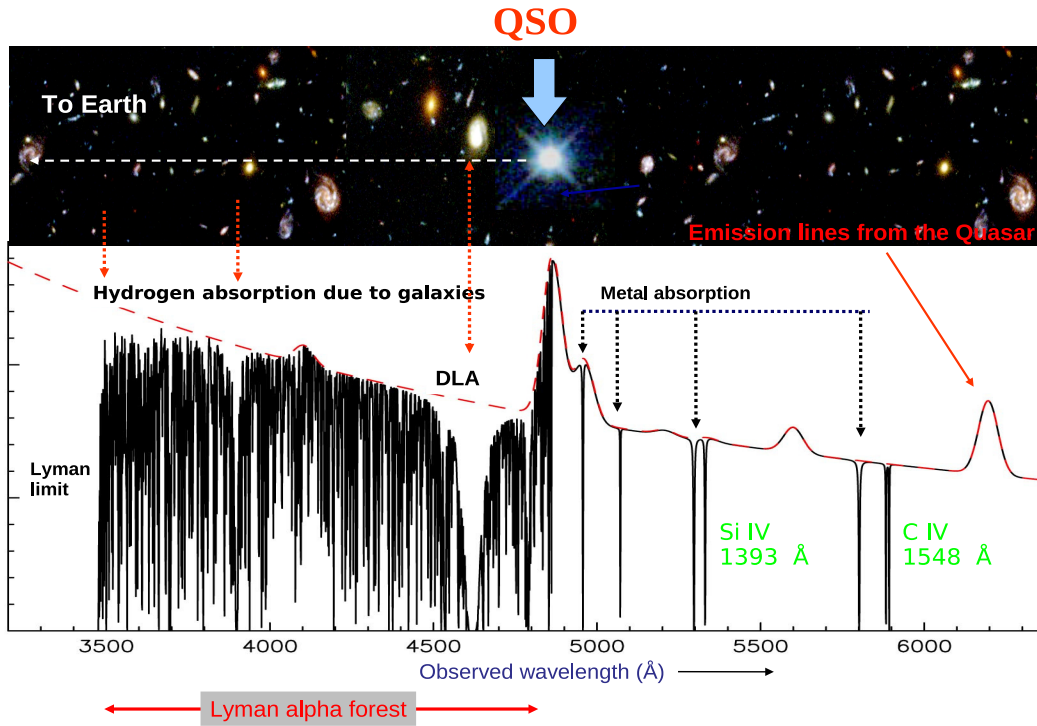 QSO
To Earth
Emission lines from the Quasar
Hydrogen absorption due to galaxies
Metal absorption
DLA
Lyman
limit
Si IV
1393 Å
C IV
1548 Å
3500 4000 4500 5000 5500 6000
Observed wavelength (Å)
Lyman alpha forest